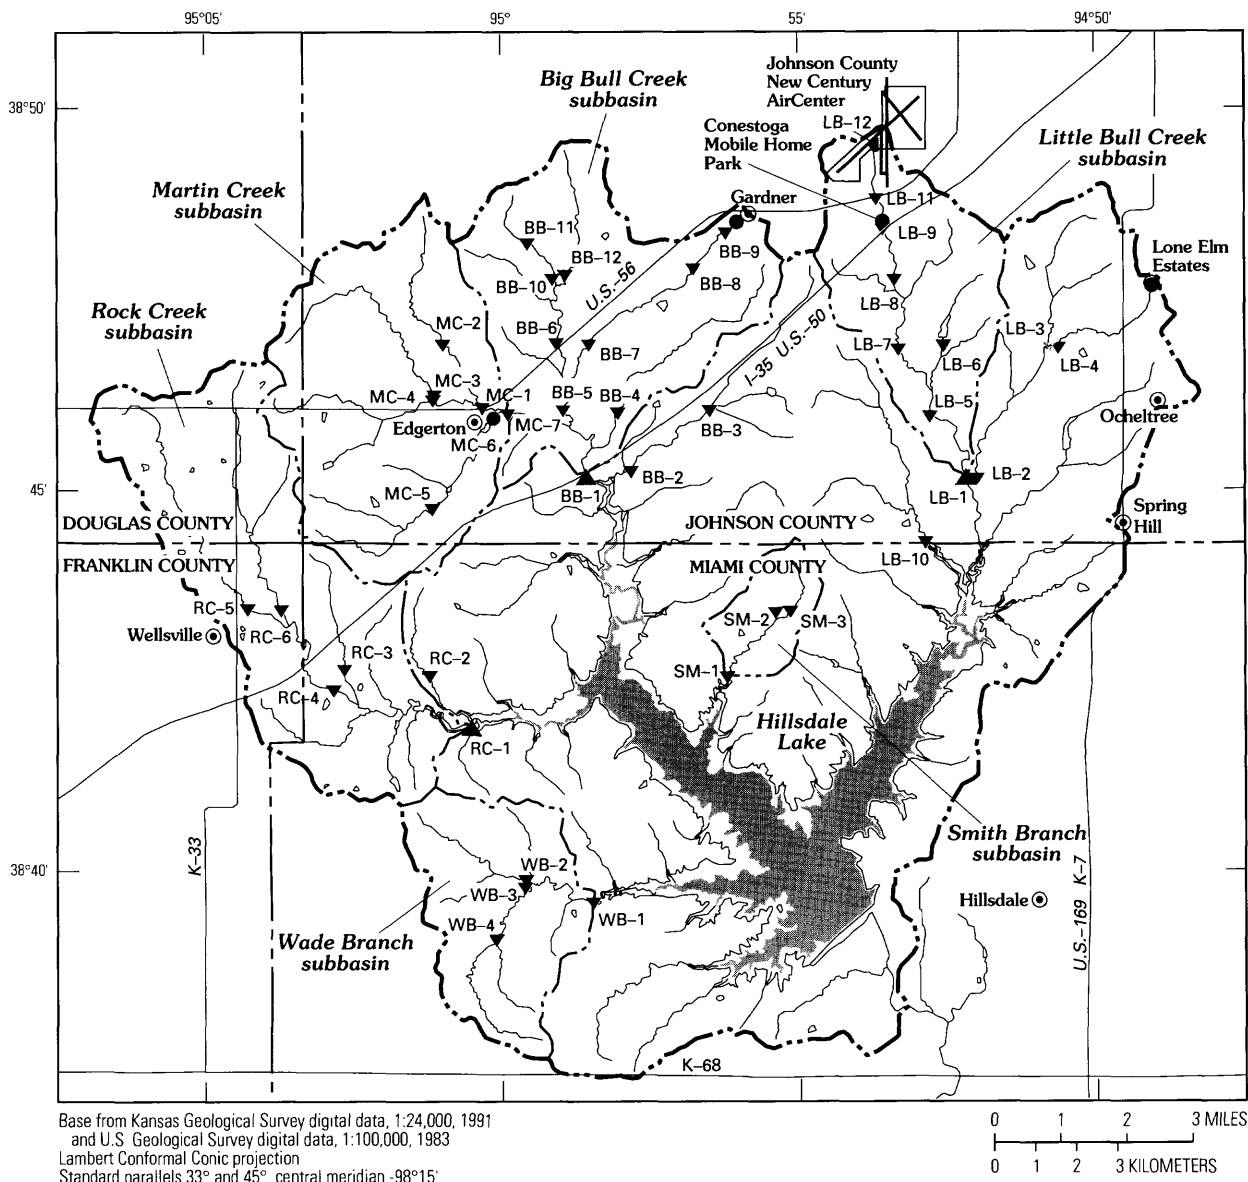 95°05'
95°
55'
94°50'
38°50'
45'
38°40'
Johnson County
New Century
AirCenter
Big Bull Creek
subbasin
LB–12
Conestoga
Mobile Home
Park
Little Bull Creek
subbasin
Martin Creek
subbasin
Gardner
LB–11
BB–11
BB–9
LB–9
Lone Elm
Estates
BB–12
BB–10
U.S.–56
BB–8
LB–8
Rock Creek
subbasin
MC–2
BB–6
BB–7
I–35 U.S.–50
LB–7
LB–6
LB–3
LB–4
MC–3
MC–4
MC–1
BB–5
BB–4
LB–5
Ocheltree
Edgerton
MC–7
MC–6
BB–3
MC–5
BB–1
BB–2
LB–1
LB–2
Spring
Hill
DOUGLAS COUNTY
JOHNSON COUNTY
FRANKLIN COUNTY
MIAMI COUNTY
LB–10
RC–5
RC–6
Wellsville
SM–2
SM–3
RC–3
RC–2
RC–4
SM–1
RC–1
Hillsdale
Lake
K–33
Smith Branch
subbasin
WB–2
WB–3
WB–1
WB–4
Hillsdale
U.S.–169 K–7
Wade Branch
subbasin
K–68
Base from Kansas Geological Survey digital data, 1:24,000, 1991
and U.S Geological Survey digital data, 1:100,000, 1983
Lambert Conformal Conic projection
Standard parallels 33° and 45° central meridian -98°15'
0 1 2 3 MILES
0 1 2 3 KILOMETERS